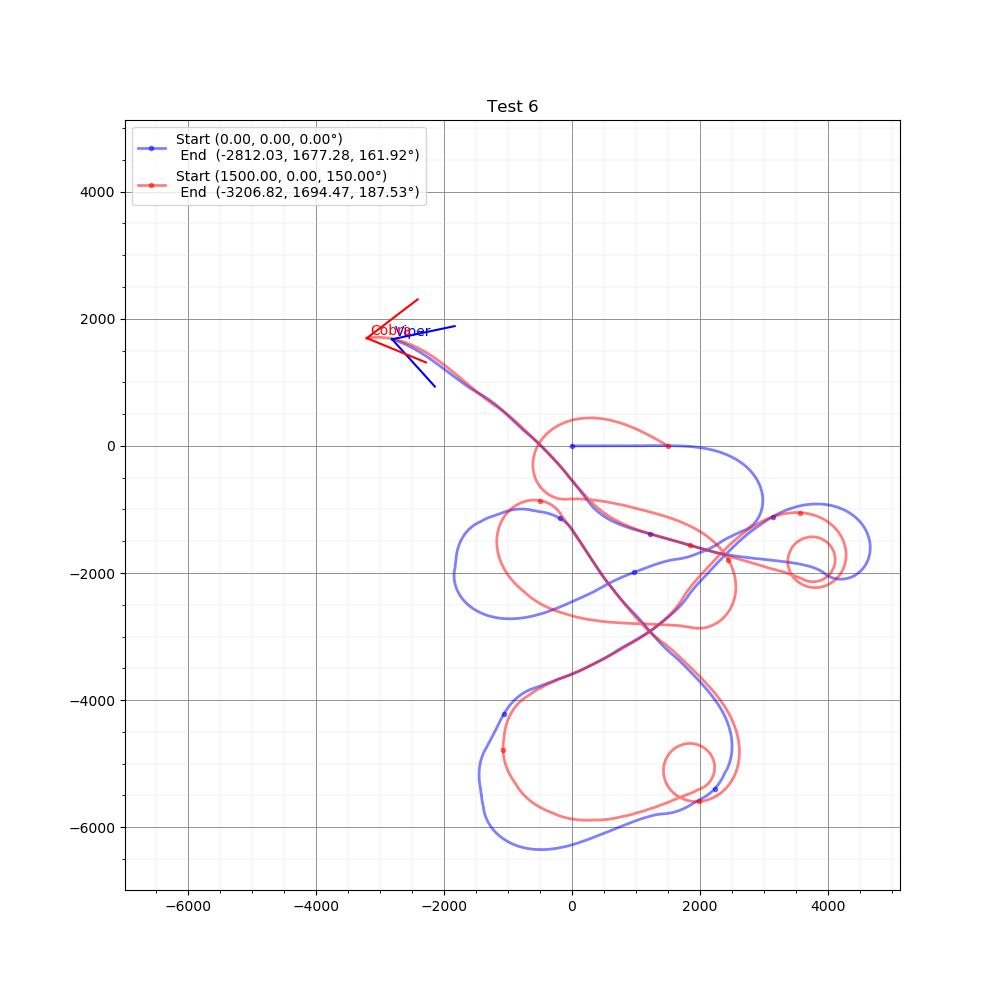 Test 6
Start (0.00, 0.00, 0.00°)
End (-2812.03, 1677.28, 161.92°)
Start (1500.00, 0.00, 150.00°)
End (-3206.82, 1694.47, 187.53°)
4000
2000
0
−2000
−4000
−6000
Cobra
Viper
−6000 −4000 −2000 0 2000 4000